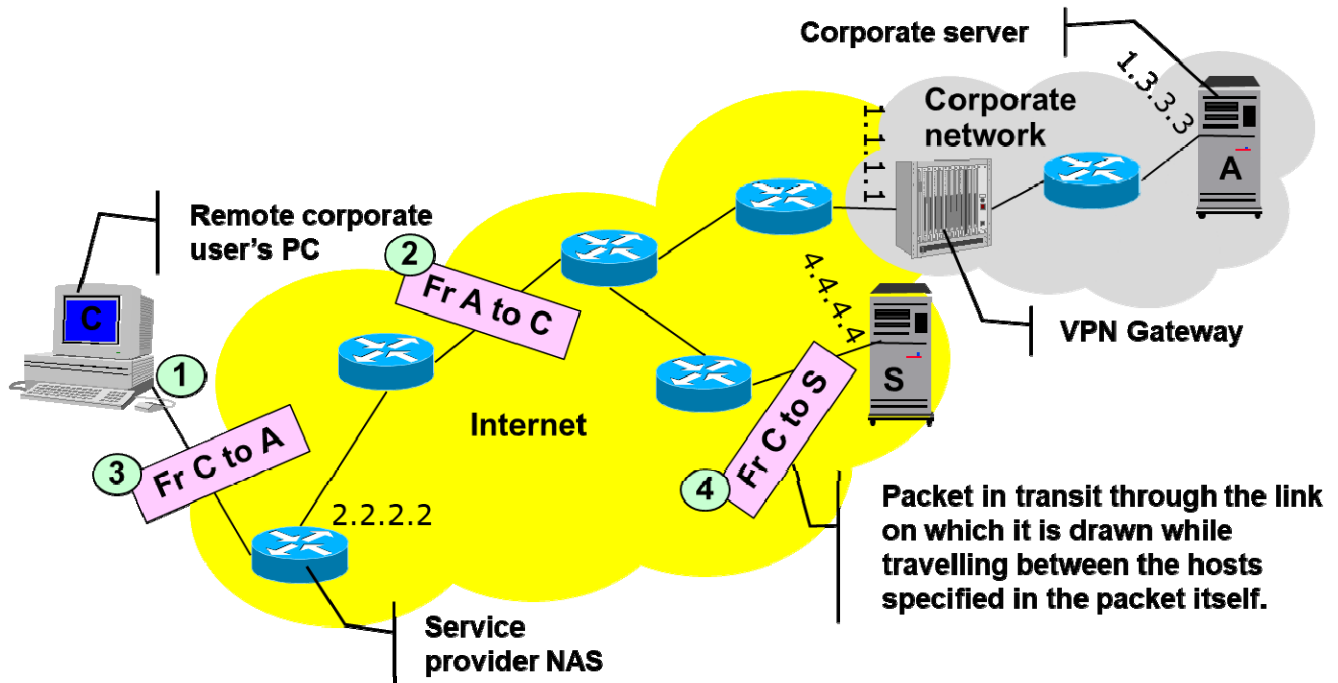 Corporate server
1.3.3.3
Corporate
network
1.1.1.1
A
Remote corporate
user's PC
2
Fr A to C
4.4.4.4
VPN Gateway
C
1
S
Internet
3
Fr C to A
4
Fr C to S
2.2.2.2
Packet in transit through the link
on which it is drawn while
travelling between the hosts
specified in the packet itself.
Service
provider NAS